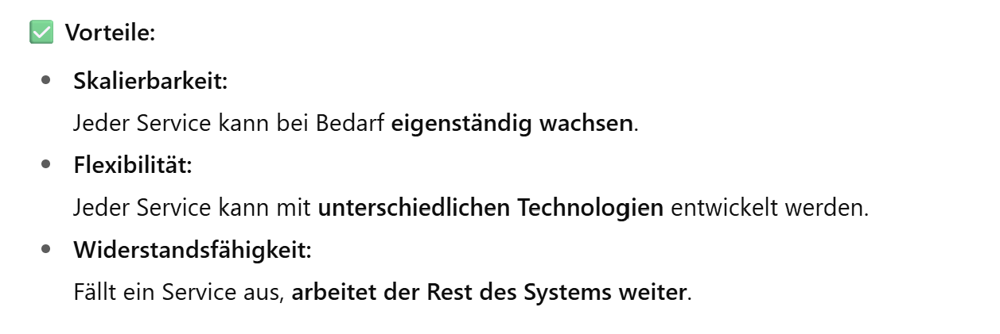 ✅ Vorteile:
• Skalierbarkeit:
Jeder Service kann bei Bedarf eigenständig wachsen.
• Flexibilität:
Jeder Service kann mit unterschiedlichen Technologien entwickelt werden.
• Widerstandsfähigkeit:
Fällt ein Service aus, arbeitet der Rest des Systems weiter.